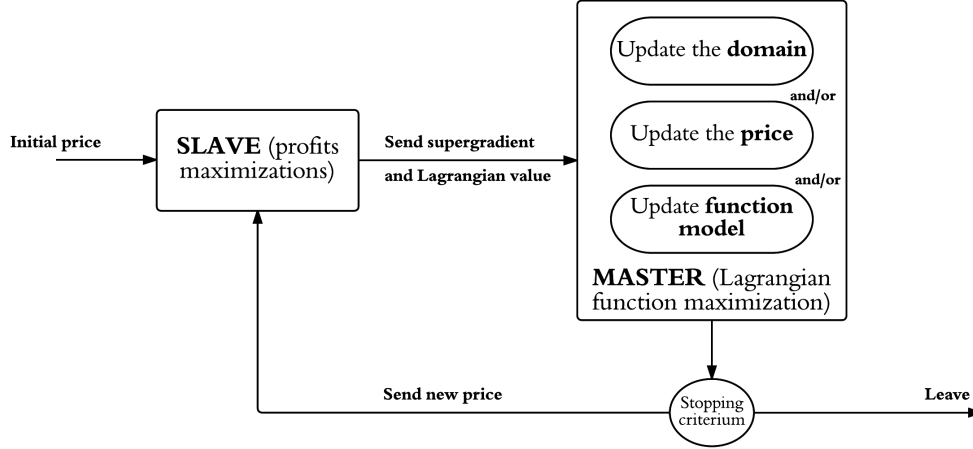 Initial price
SLAVE (profits
maximizations)
Send supergradient
and Lagrangian value
Update the domain
and/or
Update the price
and/or
Update function
model
MASTER (Lagrangian
function maximization)
Stopping
criterium
Send new price
Leave